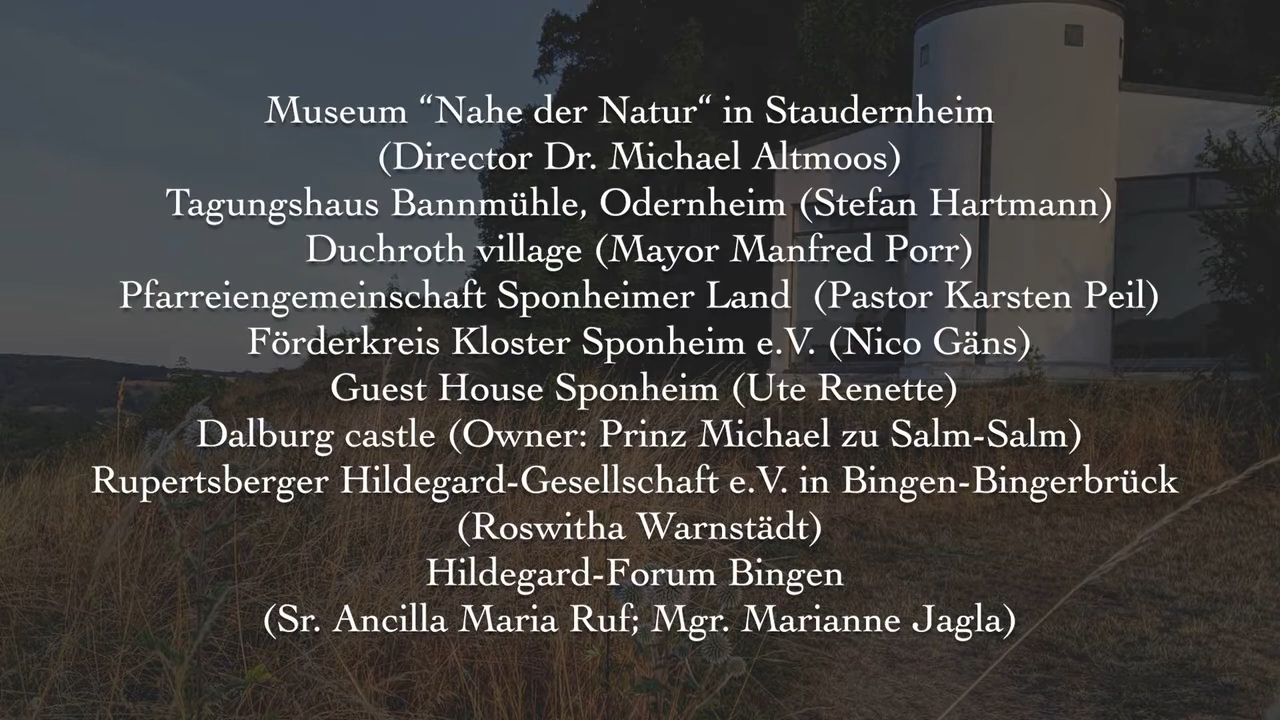 Museum “Nahe der Natur“ in Staudernheim
(Director Dr. Michael Altmoos)
Tagungshaus Bannmühle, Odernheim (Stefan Hartmann)
Duchroth village (Mayor Manfred Porr)
Pfarreiengemeinschaft Sponheimer Land  (Pastor Karsten Peil)
Förderkreis Kloster Sponheim e.V. (Nico Gäns)
Guest House Sponheim (Ute Renette)
Dalburg castle (Owner: Prinz Michael zu Salm-Salm)
Rupertsberger Hildegard-Gesellschaft e.V. in Bingen-Bingerbrück
(Roswitha Warnstädt)
Hildegard-Forum Bingen
(Sr. Ancilla Maria Ruf; Mgr. Marianne Jagla)